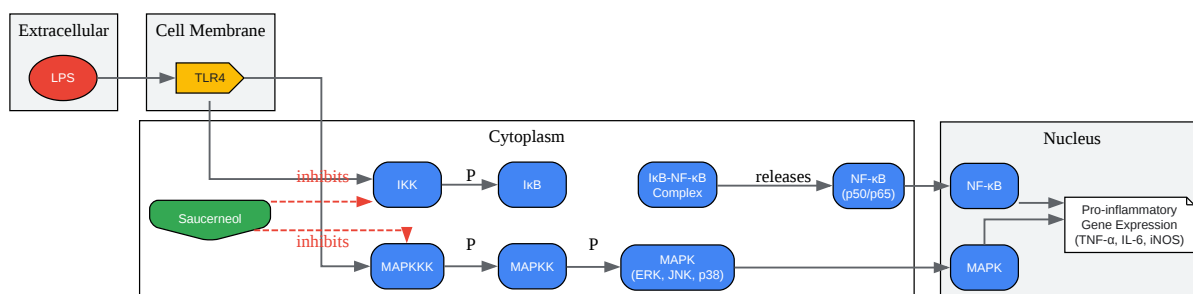 Extracellular
Cell Membrane
LPS
TLR4
Cytoplasm
Nucleus
inhibits
P
releases
IKK
IκB
IκB-NF-κB
Complex
NF-κB
(p50/p65)
NF-κB
Saucerneol
inhibits
P
P
Pro-inflammatory
Gene Expression
(TNF-α, IL-6, iNOS)
MAPKKK
MAPKK
MAPK
(ERK, JNK, p38)
MAPK